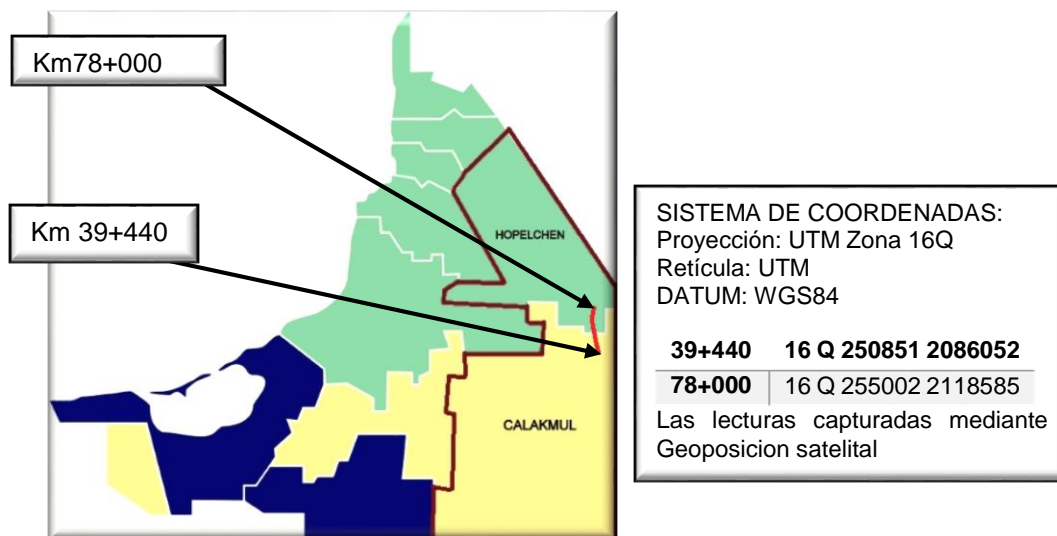 Km78+000
Km 39+440
HOPELCHEN
CALAKMUL
SISTEMA DE COORDENADAS:
Proyección: UTM Zona 16Q
Retícula: UTM
DATUM: WGS84
39+440 16 Q 250851 2086052
78+000 16 Q 255002 2118585
Las lecturas capturadas mediante
Geoposicion satelital